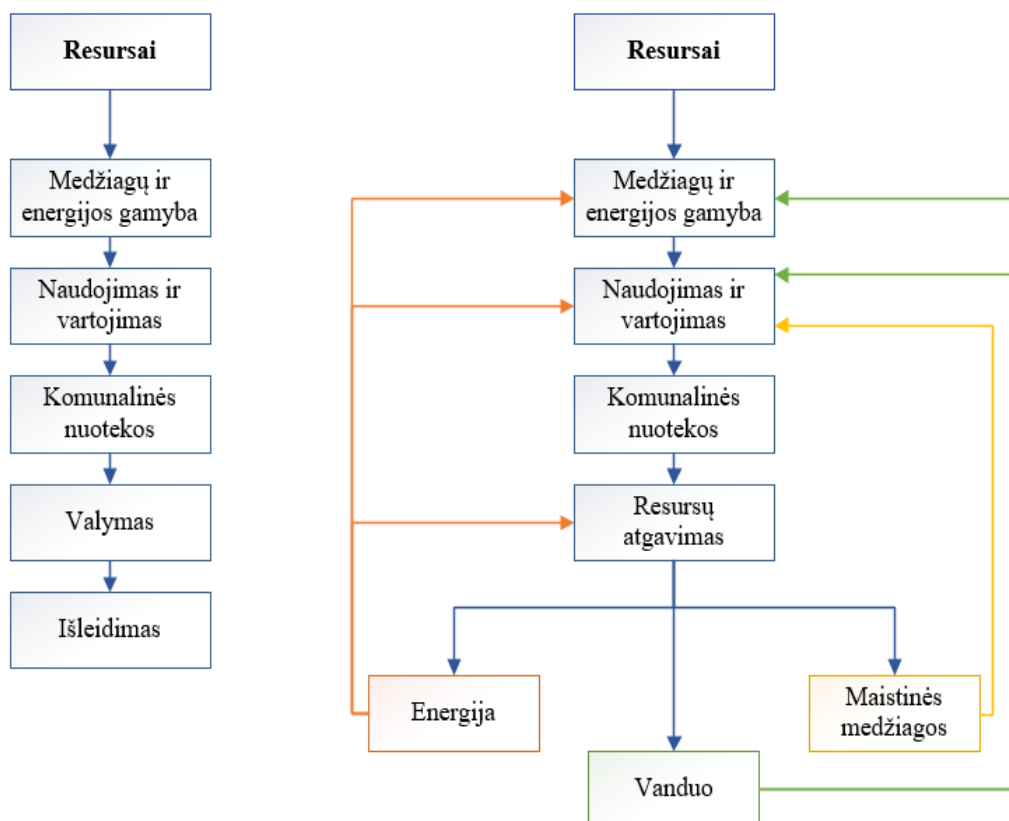 Resursai
Medžiagų ir
energijos gamyba
Naudojimas ir
vartojimas
Komunalinės
nuotekos
Valymas
Išleidimas
Resursai
Medžiagų ir
energijos gamyba
Naudojimas ir
vartojimas
Komunalinės
nuotekos
Resursų
atgavimas
Energija
Maistinės
medžiagos
Vanduo